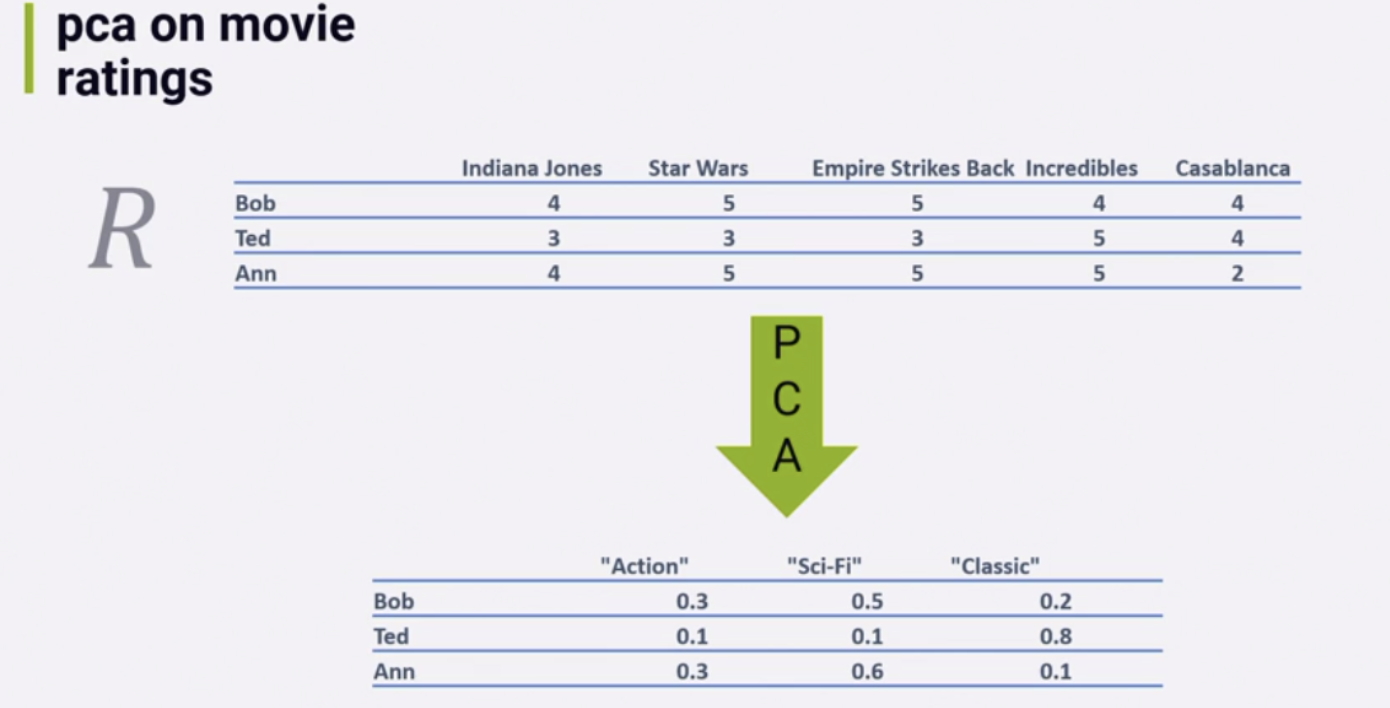 pca on movie
ratings
R
Indiana Jones Star Wars Empire Strikes Back Incredibles Casablanca
Bob 4 5 5 4 4
Ted 3 3 3 5 4
Ann 4 5 5 5 2
P
C
A
"Action" "Sci-Fi" "Classic"
Bob 0.3 0.5 0.2
Ted 0.1 0.1 0.8
Ann 0.3 0.6 0.1